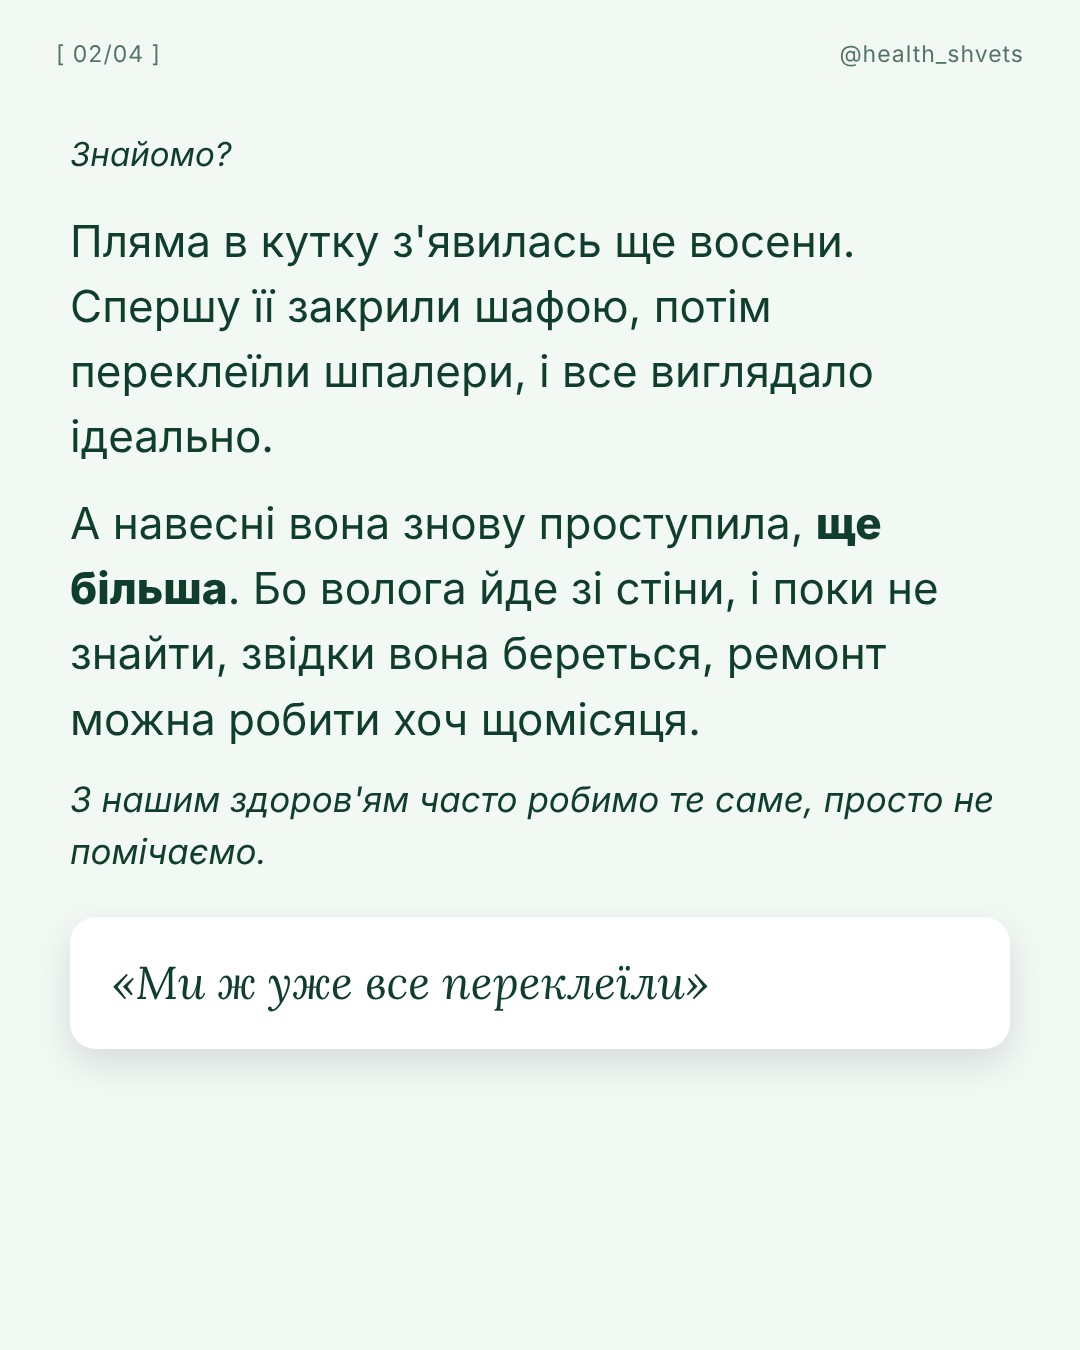 [ 02/04 ]
@health_shvets
Знайомо?
Пляма в кутку з'явилась ще восени.
Спершу її закрили шафою, потім
переклеїли шпалери, і все виглядало
ідеально.
А навесні вона знову проступила, ще
більша. Бо волога йде зі стіни, і поки не
знайти, звідки вона береться, ремонт
можна робити хоч щомісяця.
З нашим здоров'ям часто робимо те саме, просто не
помічаємо.
«Ми ж уже все переклеїли»